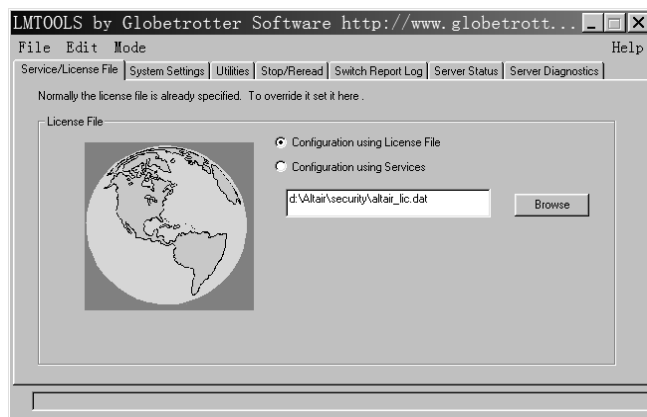 LMTOOLS by Globetrotter Software http://www.globetrott...
File Edit Mode Help
Service/License File System Settings Utilities Stop/Reread Switch Report Log Server Status Server Diagnostics
Normally the license file is already specified. To override it set it here .
License File
Configuration using License File
Configuration using Services
d:\Altair\security\altair_lic.dat Browse